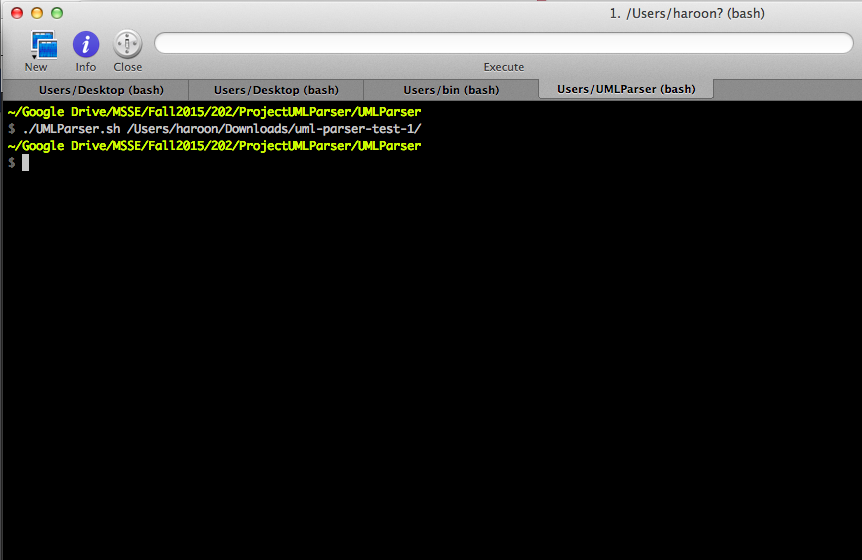 1. /Users/haroon? (bash)
New
Info
Close
Execute
Users/Desktop (bash)
Users/Desktop (bash)
Users/bin (bash)
Users/UMLParser (bash)
~/Google Drive/MSSE/Fall2015/202/ProjectUMLParser/UMLParser
$ ./UMLParser.sh /Users/haroon/Downloads/uml-parser-test-1/
~/Google Drive/MSSE/Fall2015/202/ProjectUMLParser/UMLParser
$